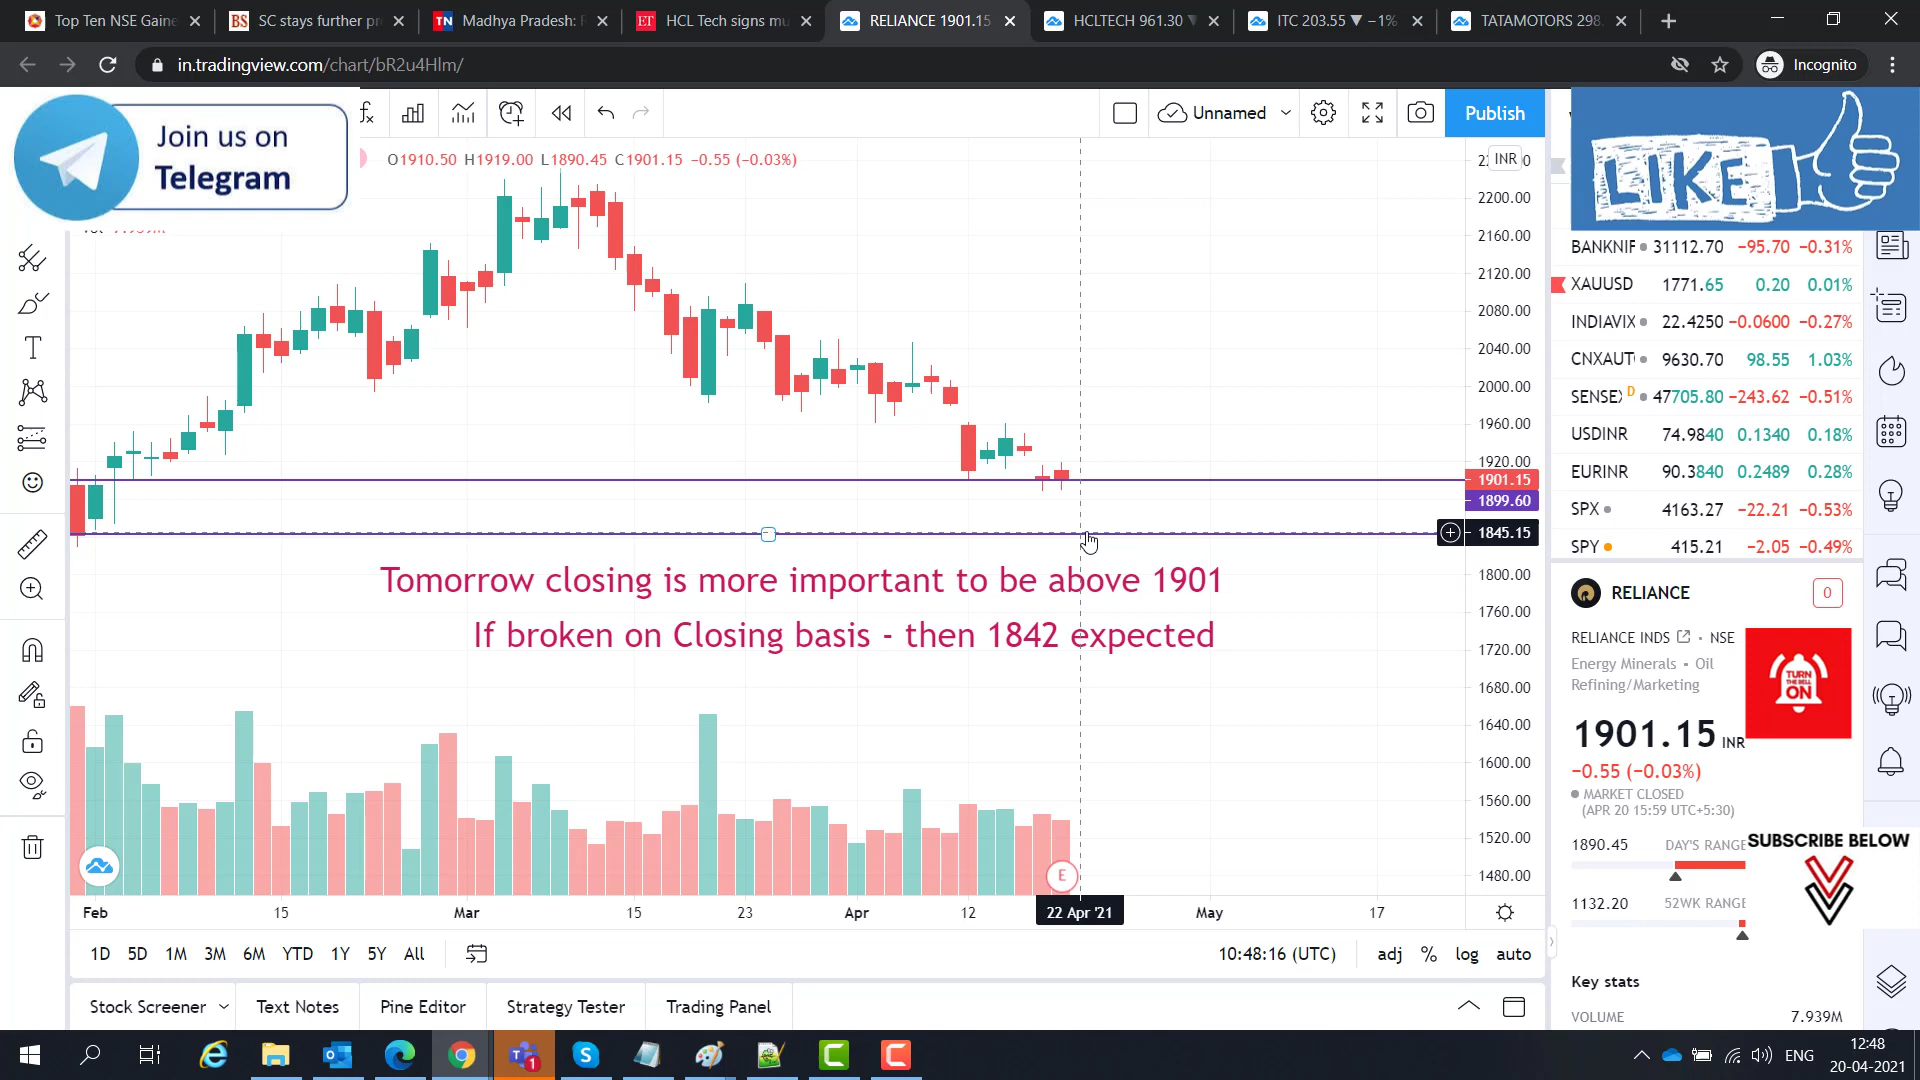 Top Ten NSE Gaine
BS SC stays further pr
TN Madhya Pradesh: R
ET HCL Tech signs mu
RELIANCE 1901.15
HCLTECH 961.30 ▼
ITC 203.55 ▼ −1%
TATAMOTORS 298.
in.tradingview.com/chart/bR2u4Hlm/
Incognito
Join us on
Telegram
Unnamed
Publish
LIKE
O1910.50 H1919.00 L1890.45 C1901.15 −0.55 (−0.03%)
INR
2200.00
2160.00
2120.00
2080.00
2040.00
2000.00
1960.00
1920.00
1901.15
1899.60
1845.15
1800.00
1760.00
1720.00
1680.00
1640.00
1600.00
1560.00
1520.00
1480.00
Tomorrow closing is more important to be above 1901
If broken on Closing basis - then 1842 expected
E
Feb 15 Mar 15 23 Apr 12 22 Apr '21 May 17
1D 5D 1M 3M 6M YTD 1Y 5Y All
10:48:16 (UTC) adj % log auto
Stock Screener Text Notes Pine Editor Strategy Tester Trading Panel
BANKNIF 31112.70 −95.70 −0.31%
XAUUSD 1771.65 0.20 0.01%
INDIAVIX 22.4250 −0.0600 −0.27%
CNXAUT 9630.70 98.55 1.03%
SENSEX D 47705.80 −243.62 −0.51%
USDINR 74.9840 0.1340 0.18%
EURINR 90.3840 0.2489 0.28%
SPX 4163.27 −22.21 −0.53%
SPY 415.21 −2.05 −0.49%
RELIANCE 0
RELIANCE INDS • NSE
Energy Minerals • Oil
Refining/Marketing
TURN
THE BELL
ON
1901.15 INR
−0.55 (−0.03%)
MARKET CLOSED
(APR 20 15:59 UTC+5:30)
1890.45 DAY'S RANGE
SUBSCRIBE BELOW
1132.20 52WK RANGE
Key stats
VOLUME 7.939M
1
ENG
12:48
20-04-2021